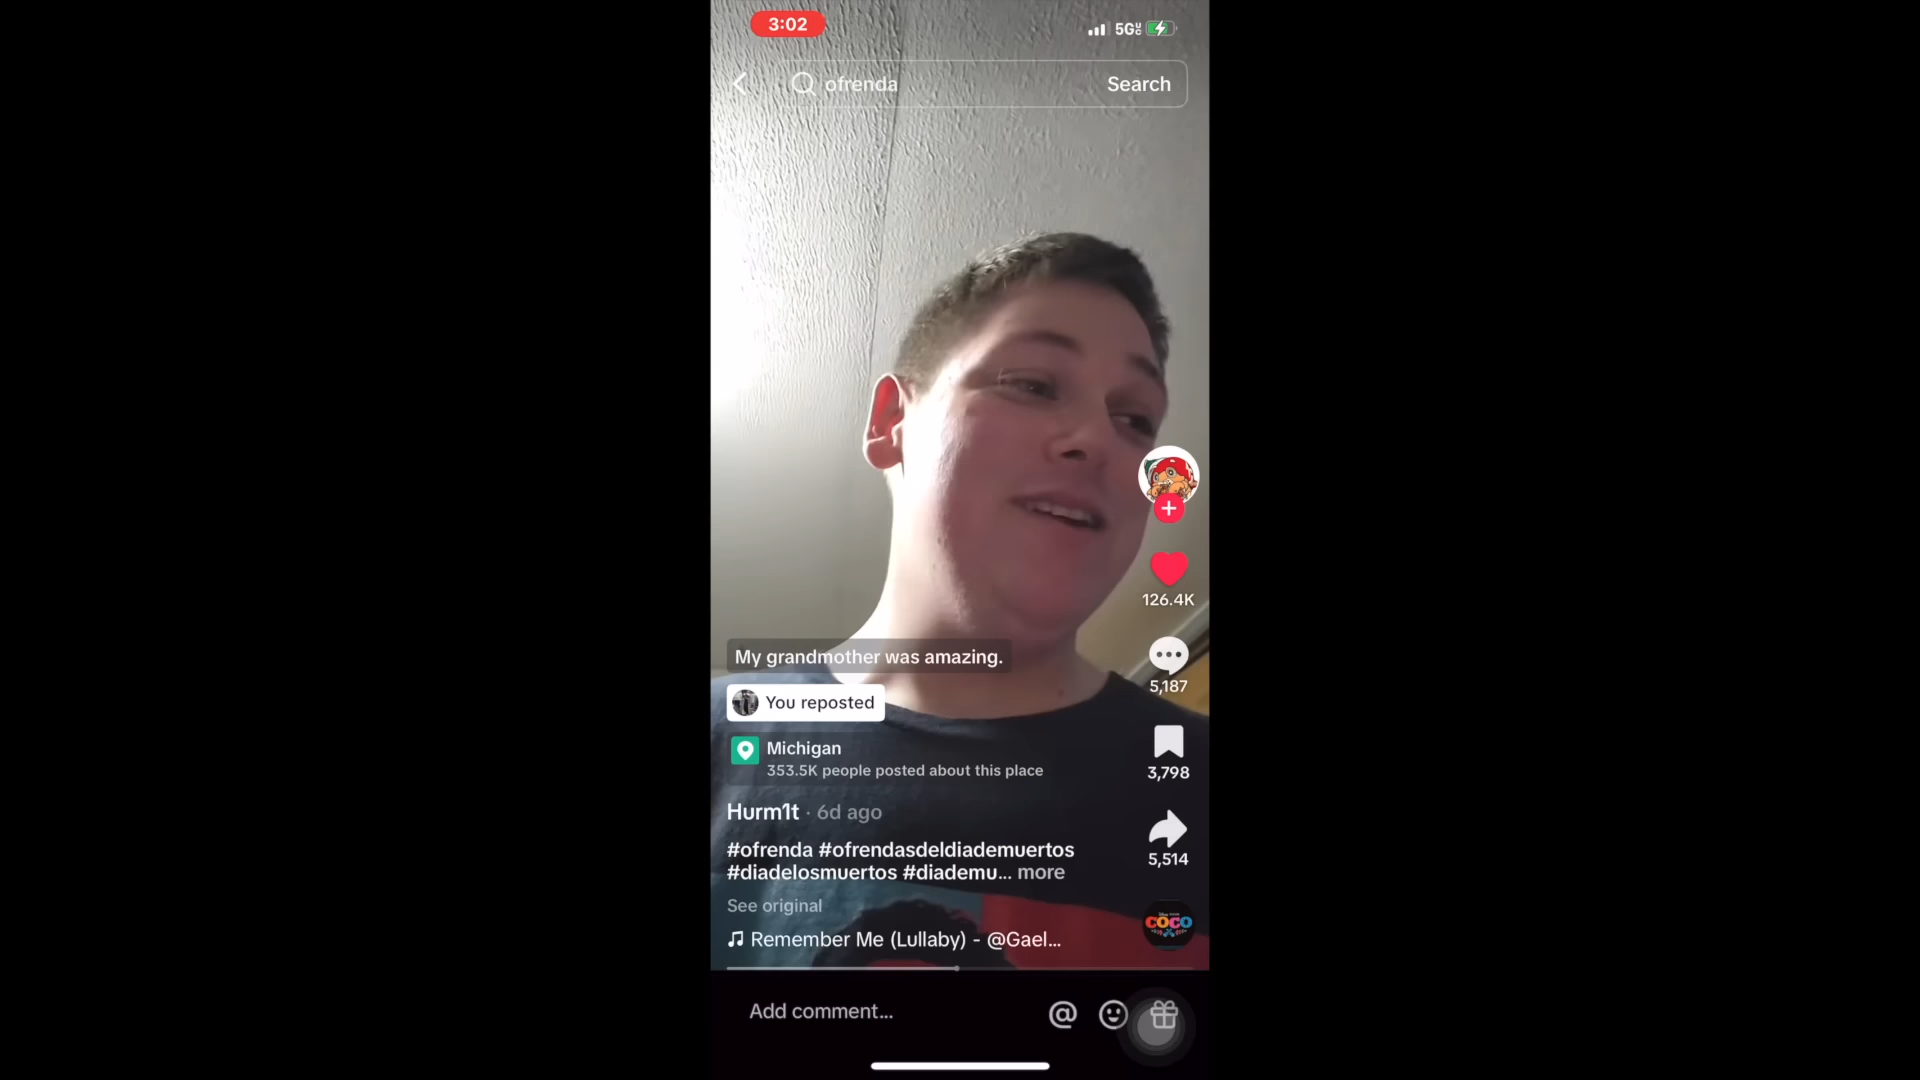 3:02
5G
ofrenda
Search
126.4K
My grandmother was amazing.
5,187
You reposted
Michigan
353.5K people posted about this place
3,798
Hurm1t · 6d ago
#ofrenda #ofrendasdeldiademuertos
#diadelosmuertos #diademu... more
5,514
See original
COCO
Remember Me (Lullaby) - @Gael...
Add comment...